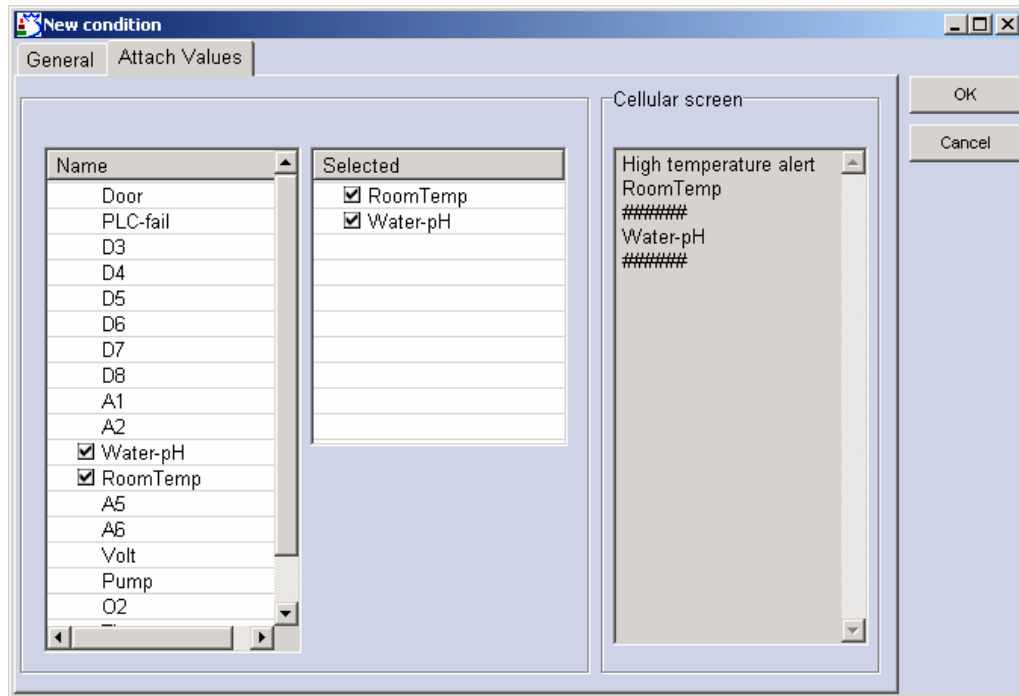 New condition
General
Attach Values
OK
Cancel
Name
Door
PLC-fail
D3
D4
D5
D6
D7
D8
A1
A2
Water-pH
RoomTemp
A5
A6
Volt
Pump
O2
Selected
RoomTemp
Water-pH
Cellular screen
High temperature alert
RoomTemp
######
Water-pH
######